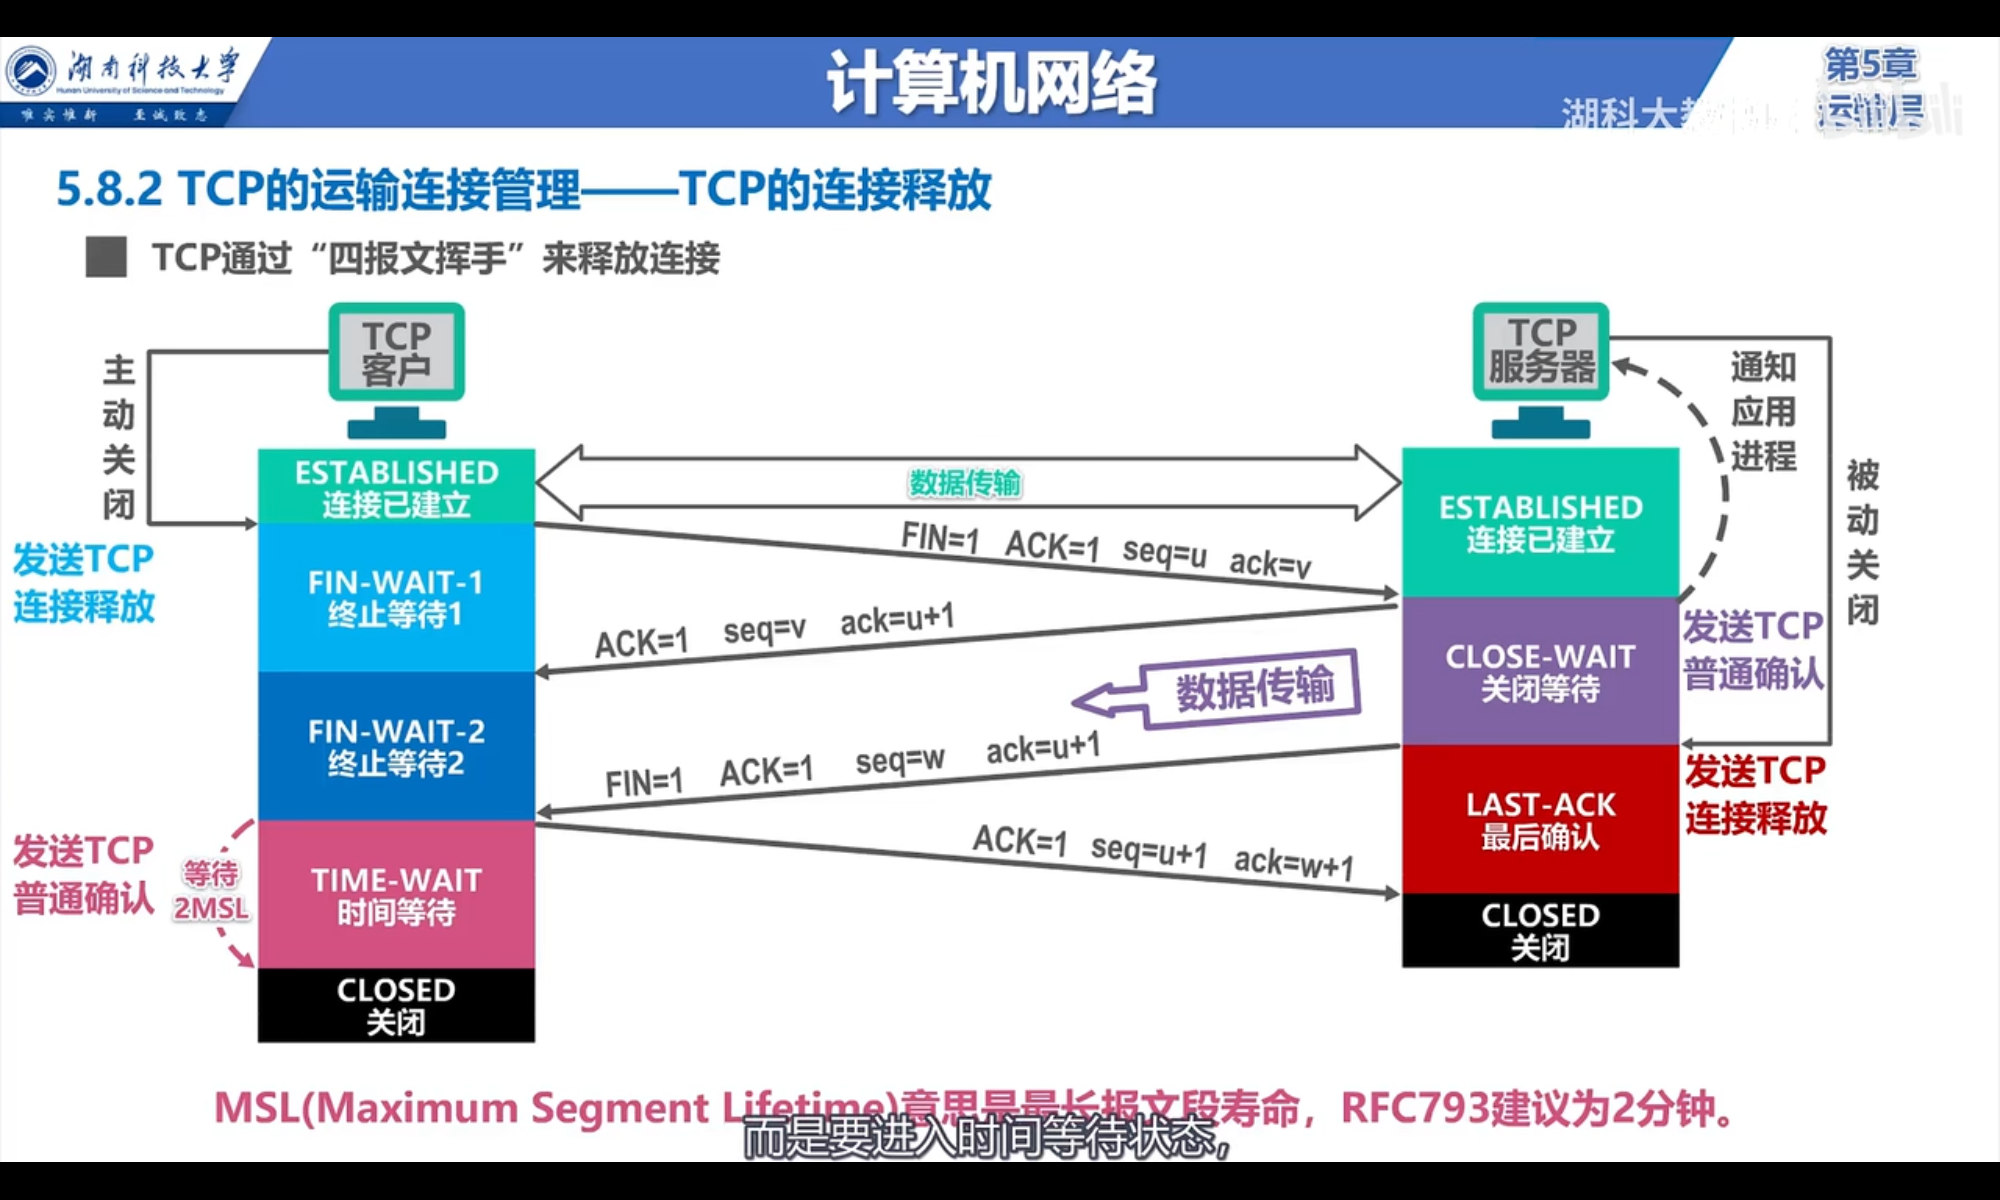 湖南科技大学
Hunan University of Science and Technology
唯实惟新 至诚致志
计算机网络
第5章
运输层
湖科大教
5.8.2 TCP的运输连接管理——TCP的连接释放
TCP通过“四报文挥手”来释放连接
TCP
客户
TCP
服务器
主动关闭
通知
应用
进程
被动关闭
ESTABLISHED
连接已建立
数据传输
ESTABLISHED
连接已建立
发送TCP
连接释放
FIN=1 ACK=1 seq=u ack=v
FIN-WAIT-1
终止等待1
ACK=1 seq=v ack=u+1
发送TCP
普通确认
CLOSE-WAIT
关闭等待
数据传输
FIN-WAIT-2
终止等待2
FIN=1 ACK=1 seq=w ack=u+1
发送TCP
连接释放
LAST-ACK
最后确认
ACK=1 seq=u+1 ack=w+1
发送TCP
普通确认
等待
2MSL
TIME-WAIT
时间等待
CLOSED
关闭
CLOSED
关闭
MSL(Maximum Segment Lifetime)意思是最长报文段寿命，RFC793建议为2分钟。
而是要进入时间等待状态，